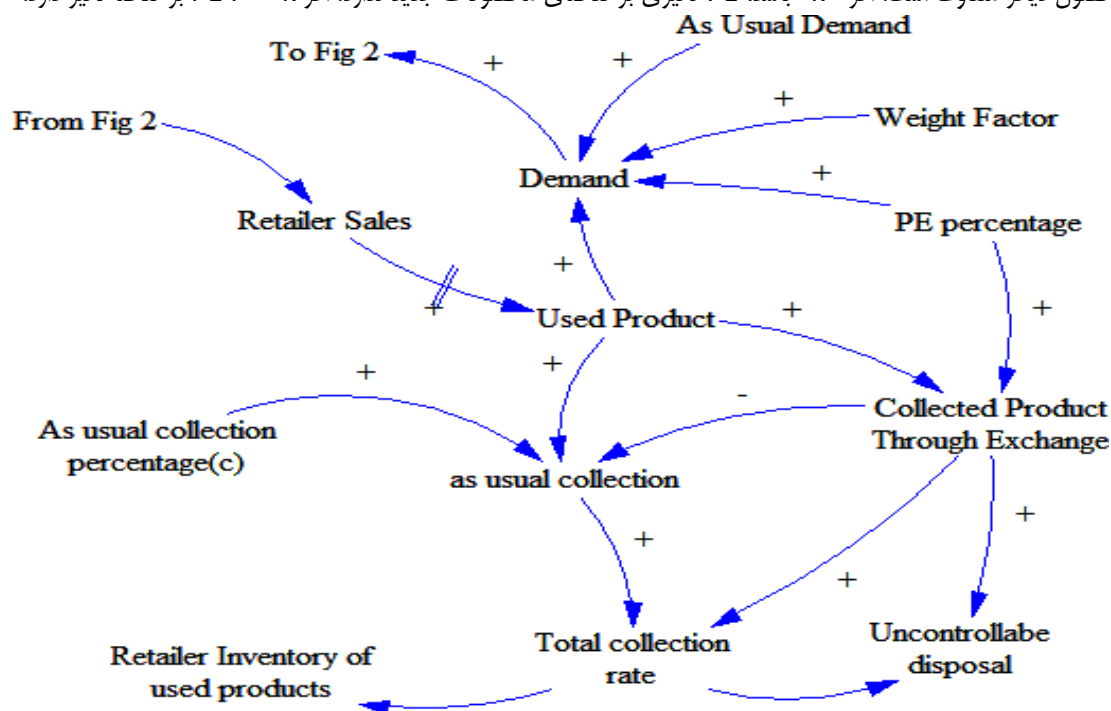 As Usual Demand
To Fig 2
+
+
From Fig 2
+
Weight Factor
Demand
+
Retailer Sales
PE percentage
+
+
Used Product
+
+
+
+
-
As usual collection
percentage(c)
Collected Product
Through Exchange
as usual collection
+
+
+
Total collection
rate
Uncontrollabe
disposal
Retailer Inventory of
used products